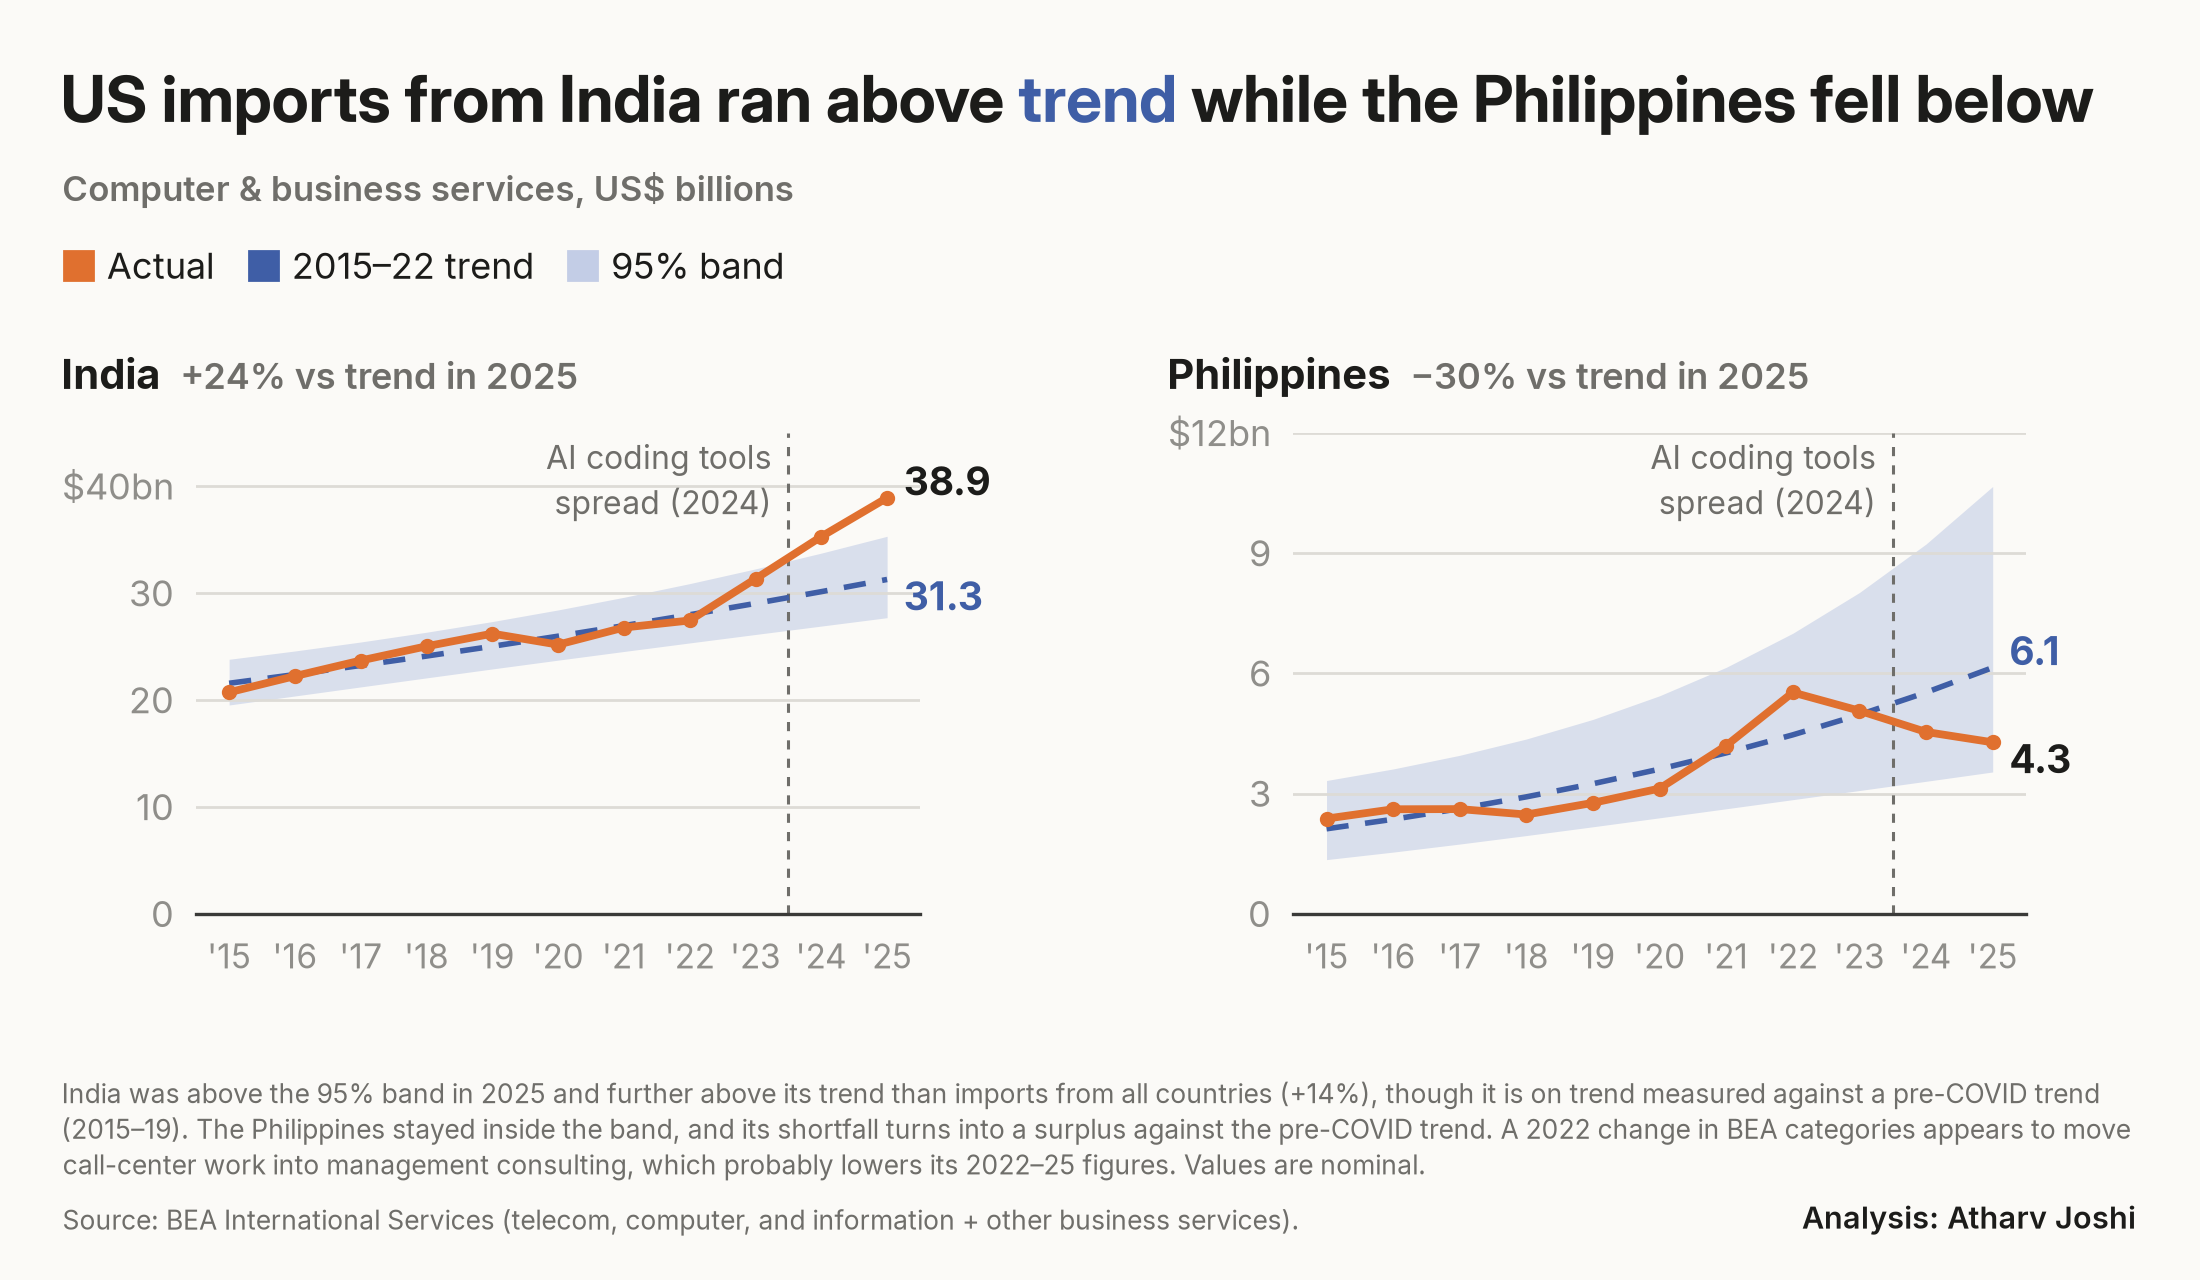 US imports from India ran above trend while the Philippines fell below
Computer & business services, US$ billions
Actual
2015–22 trend
95% band
India +24% vs trend in 2025
AI coding tools
spread (2024)
$40bn
30
20
10
0
38.9
31.3
'15 '16 '17 '18 '19 '20 '21 '22 '23 '24 '25
Philippines −30% vs trend in 2025
$12bn
9
6
3
0
AI coding tools
spread (2024)
6.1
4.3
'15 '16 '17 '18 '19 '20 '21 '22 '23 '24 '25
India was above the 95% band in 2025 and further above its trend than imports from all countries (+14%), though it is on trend measured against a pre-COVID trend
(2015–19). The Philippines stayed inside the band, and its shortfall turns into a surplus against the pre-COVID trend. A 2022 change in BEA categories appears to move
call-center work into management consulting, which probably lowers its 2022–25 figures. Values are nominal.
Source: BEA International Services (telecom, computer, and information + other business services).
Analysis: Atharv Joshi